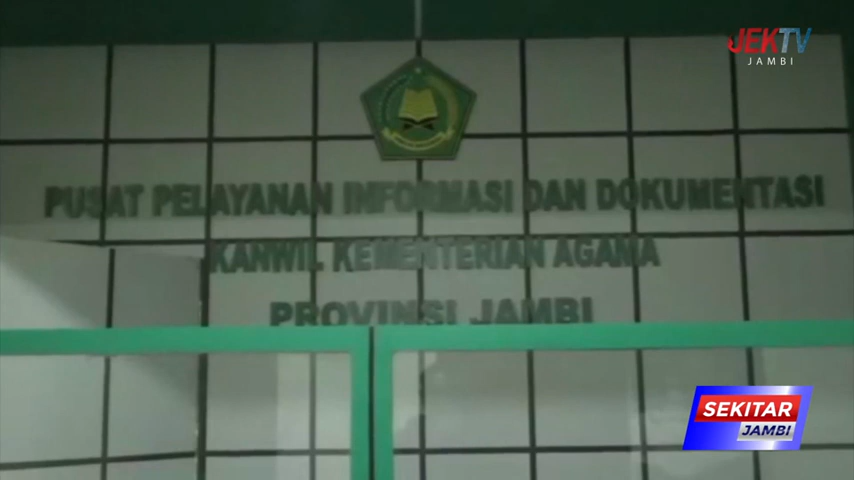 JEKTV
JAMBI
PUSAT PELAYANAN INFORMASI DAN DOKUMENTASI
KANWIL KEMENTERIAN AGAMA
PROVINSI JAMBI
SEKITAR
JAMBI